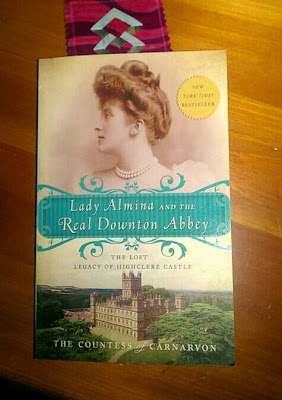 NEW
YORK TIMES
BESTSELLER
Lady Almina AND THE
Real Downton Abbey
THE LOST
LEGACY OF HIGHCLERE CASTLE
THE COUNTESS of CARNARVON